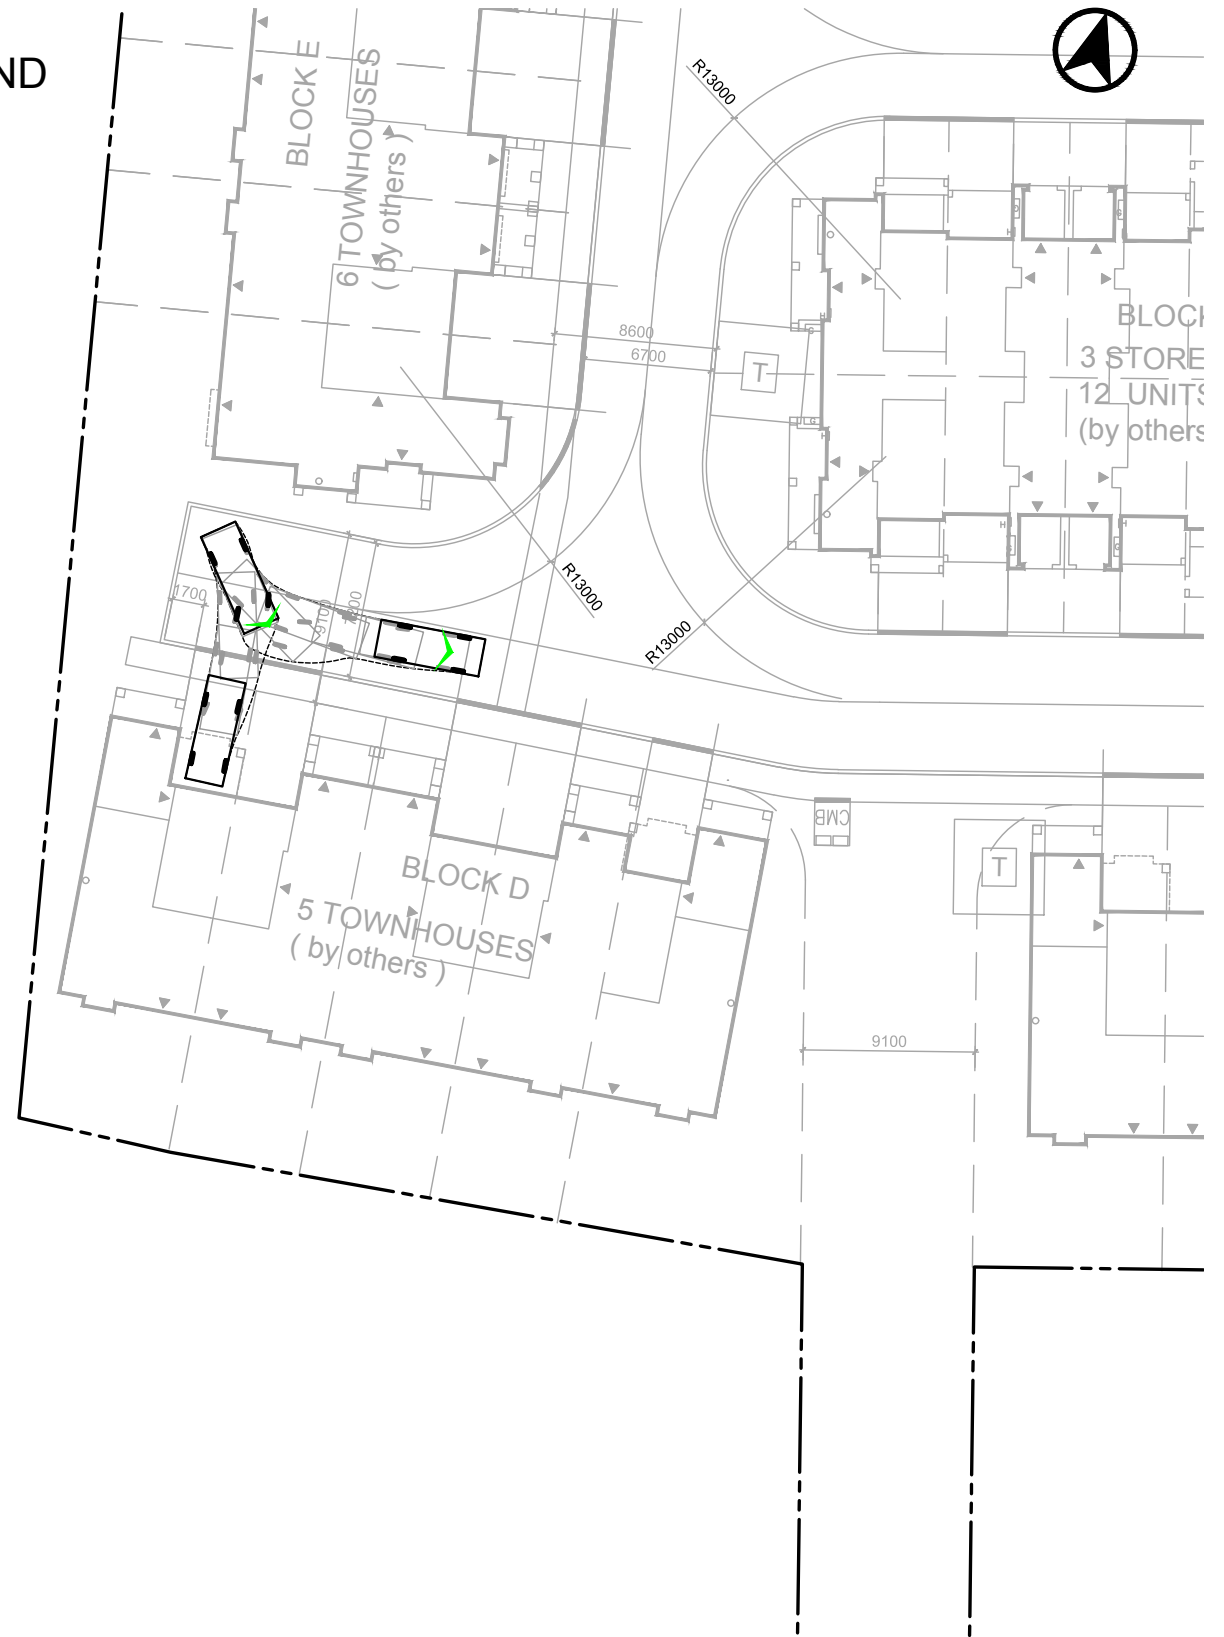 ND
BLOCK E
6 TOWNHOUSES
( by others )
R13000
8600
6700
T
BLOCK
3 STORE
12 UNITS
(by others
R13000
R13000
1700
9100
BLOCK D
5 TOWNHOUSES
( by others )
CMB
T
9100